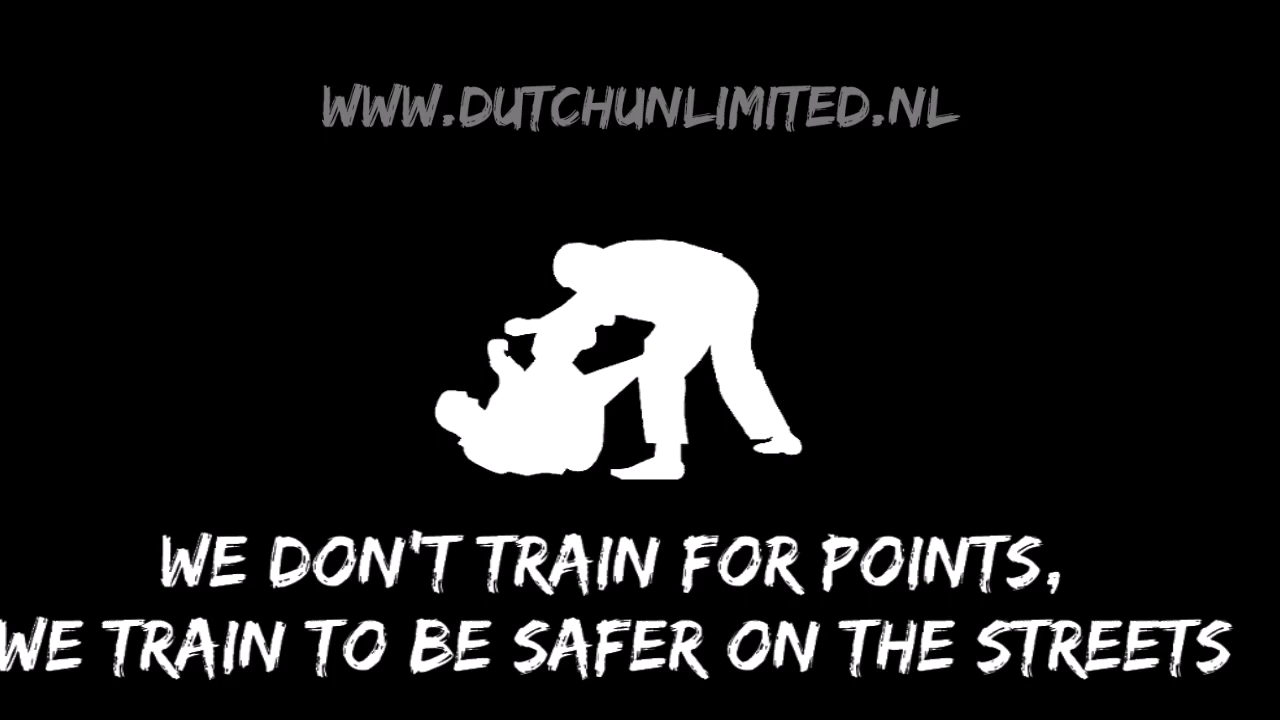 WWW.DUTCHUNLIMITED.NL
WE DON'T TRAIN FOR POINTS,
WE TRAIN TO BE SAFER ON THE STREETS